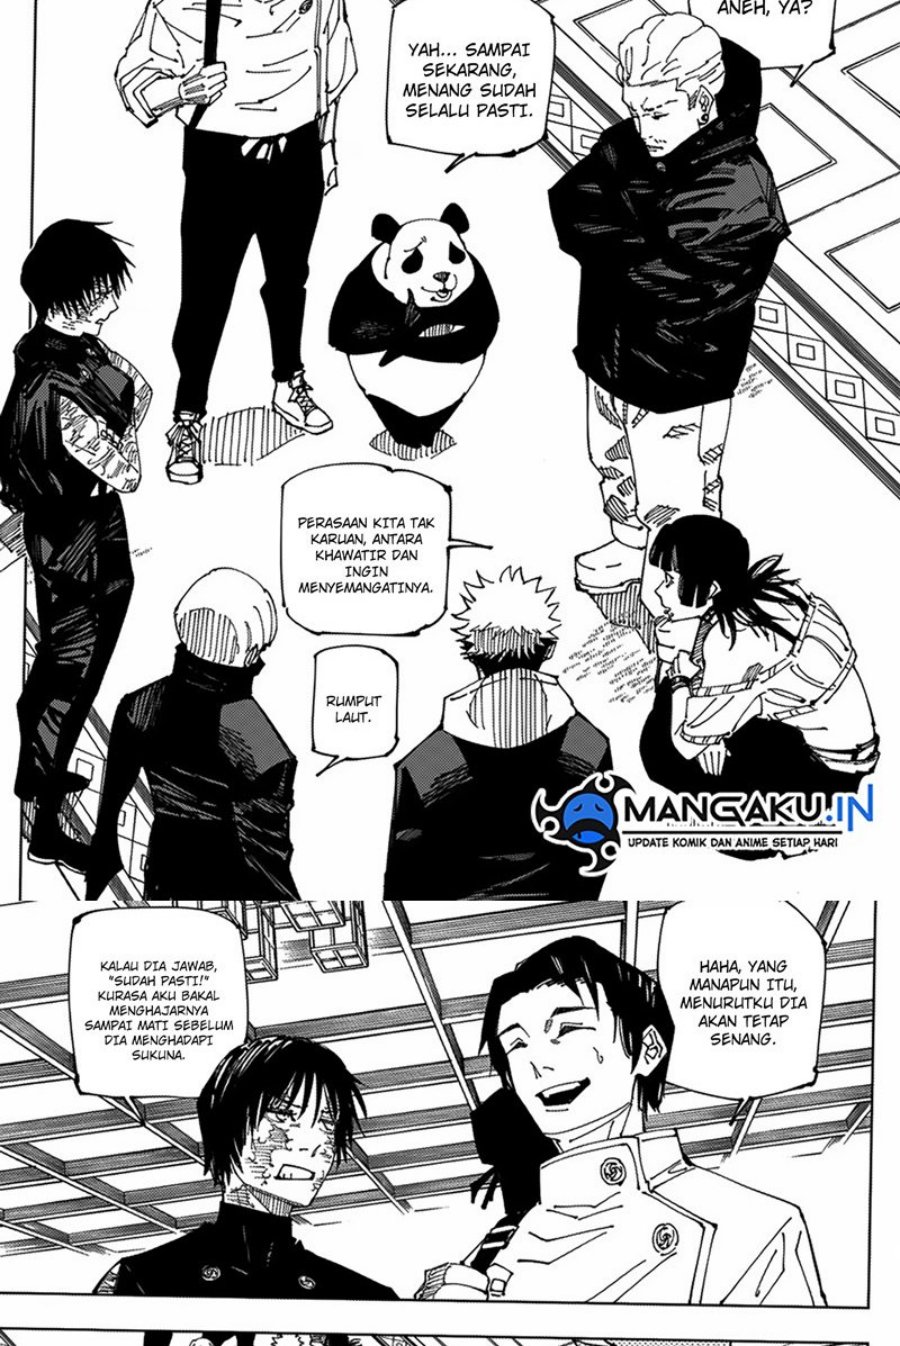 ANEH, YA?
YAH... SAMPAI
SEKARANG,
MENANG SUDAH
SELALU PASTI.
PERASAAN KITA TAK
KARUAN, ANTARA
KHAWATIR DAN
INGIN
MENYEMANGATINYA.
RUMPUT
LAUT.
MANGAKU.IN
UPDATE KOMIK DAN ANIME SETIAP HARI
HAHA, YANG
MANAPUN ITU,
MENURUTKU DIA
AKAN TETAP
SENANG.
KALAU DIA JAWAB,
"SUDAH PASTI!"
KURASA AKU BAKAL
MENGHAJARNYA
SAMPAI MATI SEBELUM
DIA MENGHADAPI
SUKUNA.